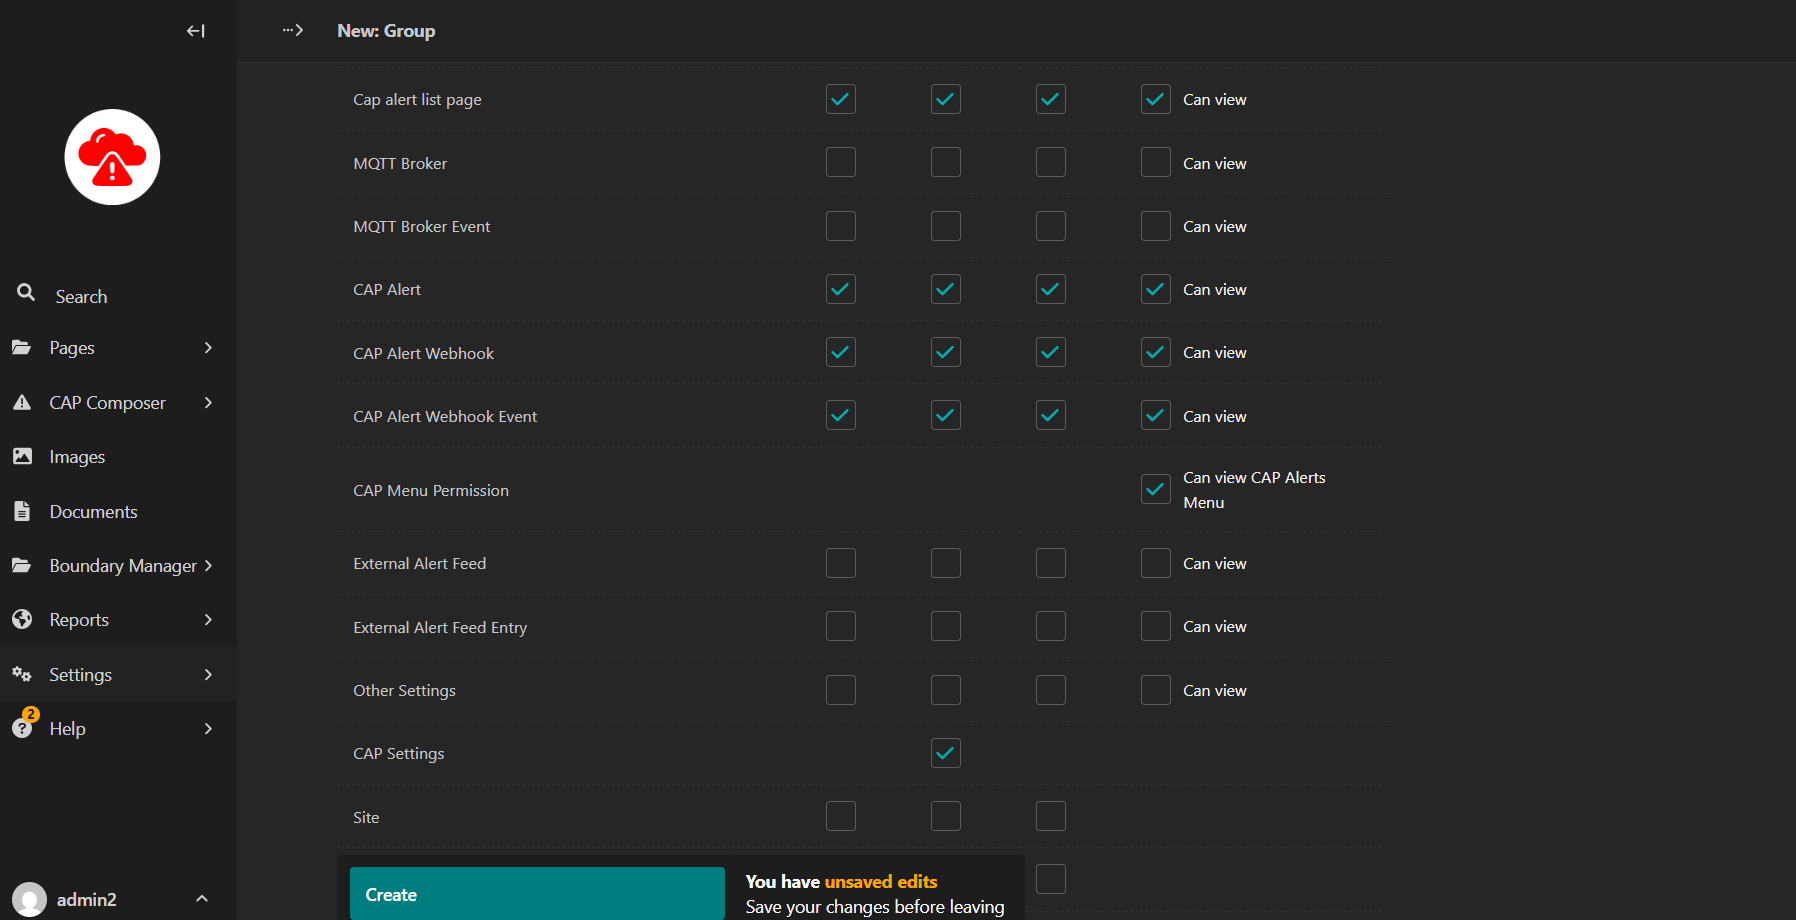 New: Group
Search
Pages
CAP Composer
Images
Documents
Boundary Manager
Reports
Settings
2
Help
admin2
Cap alert list page
Can view
MQTT Broker
Can view
MQTT Broker Event
Can view
CAP Alert
Can view
CAP Alert Webhook
Can view
CAP Alert Webhook Event
Can view
CAP Menu Permission
Can view CAP Alerts
Menu
External Alert Feed
Can view
External Alert Feed Entry
Can view
Other Settings
Can view
CAP Settings
Site
Create
You have unsaved edits
Save your changes before leaving